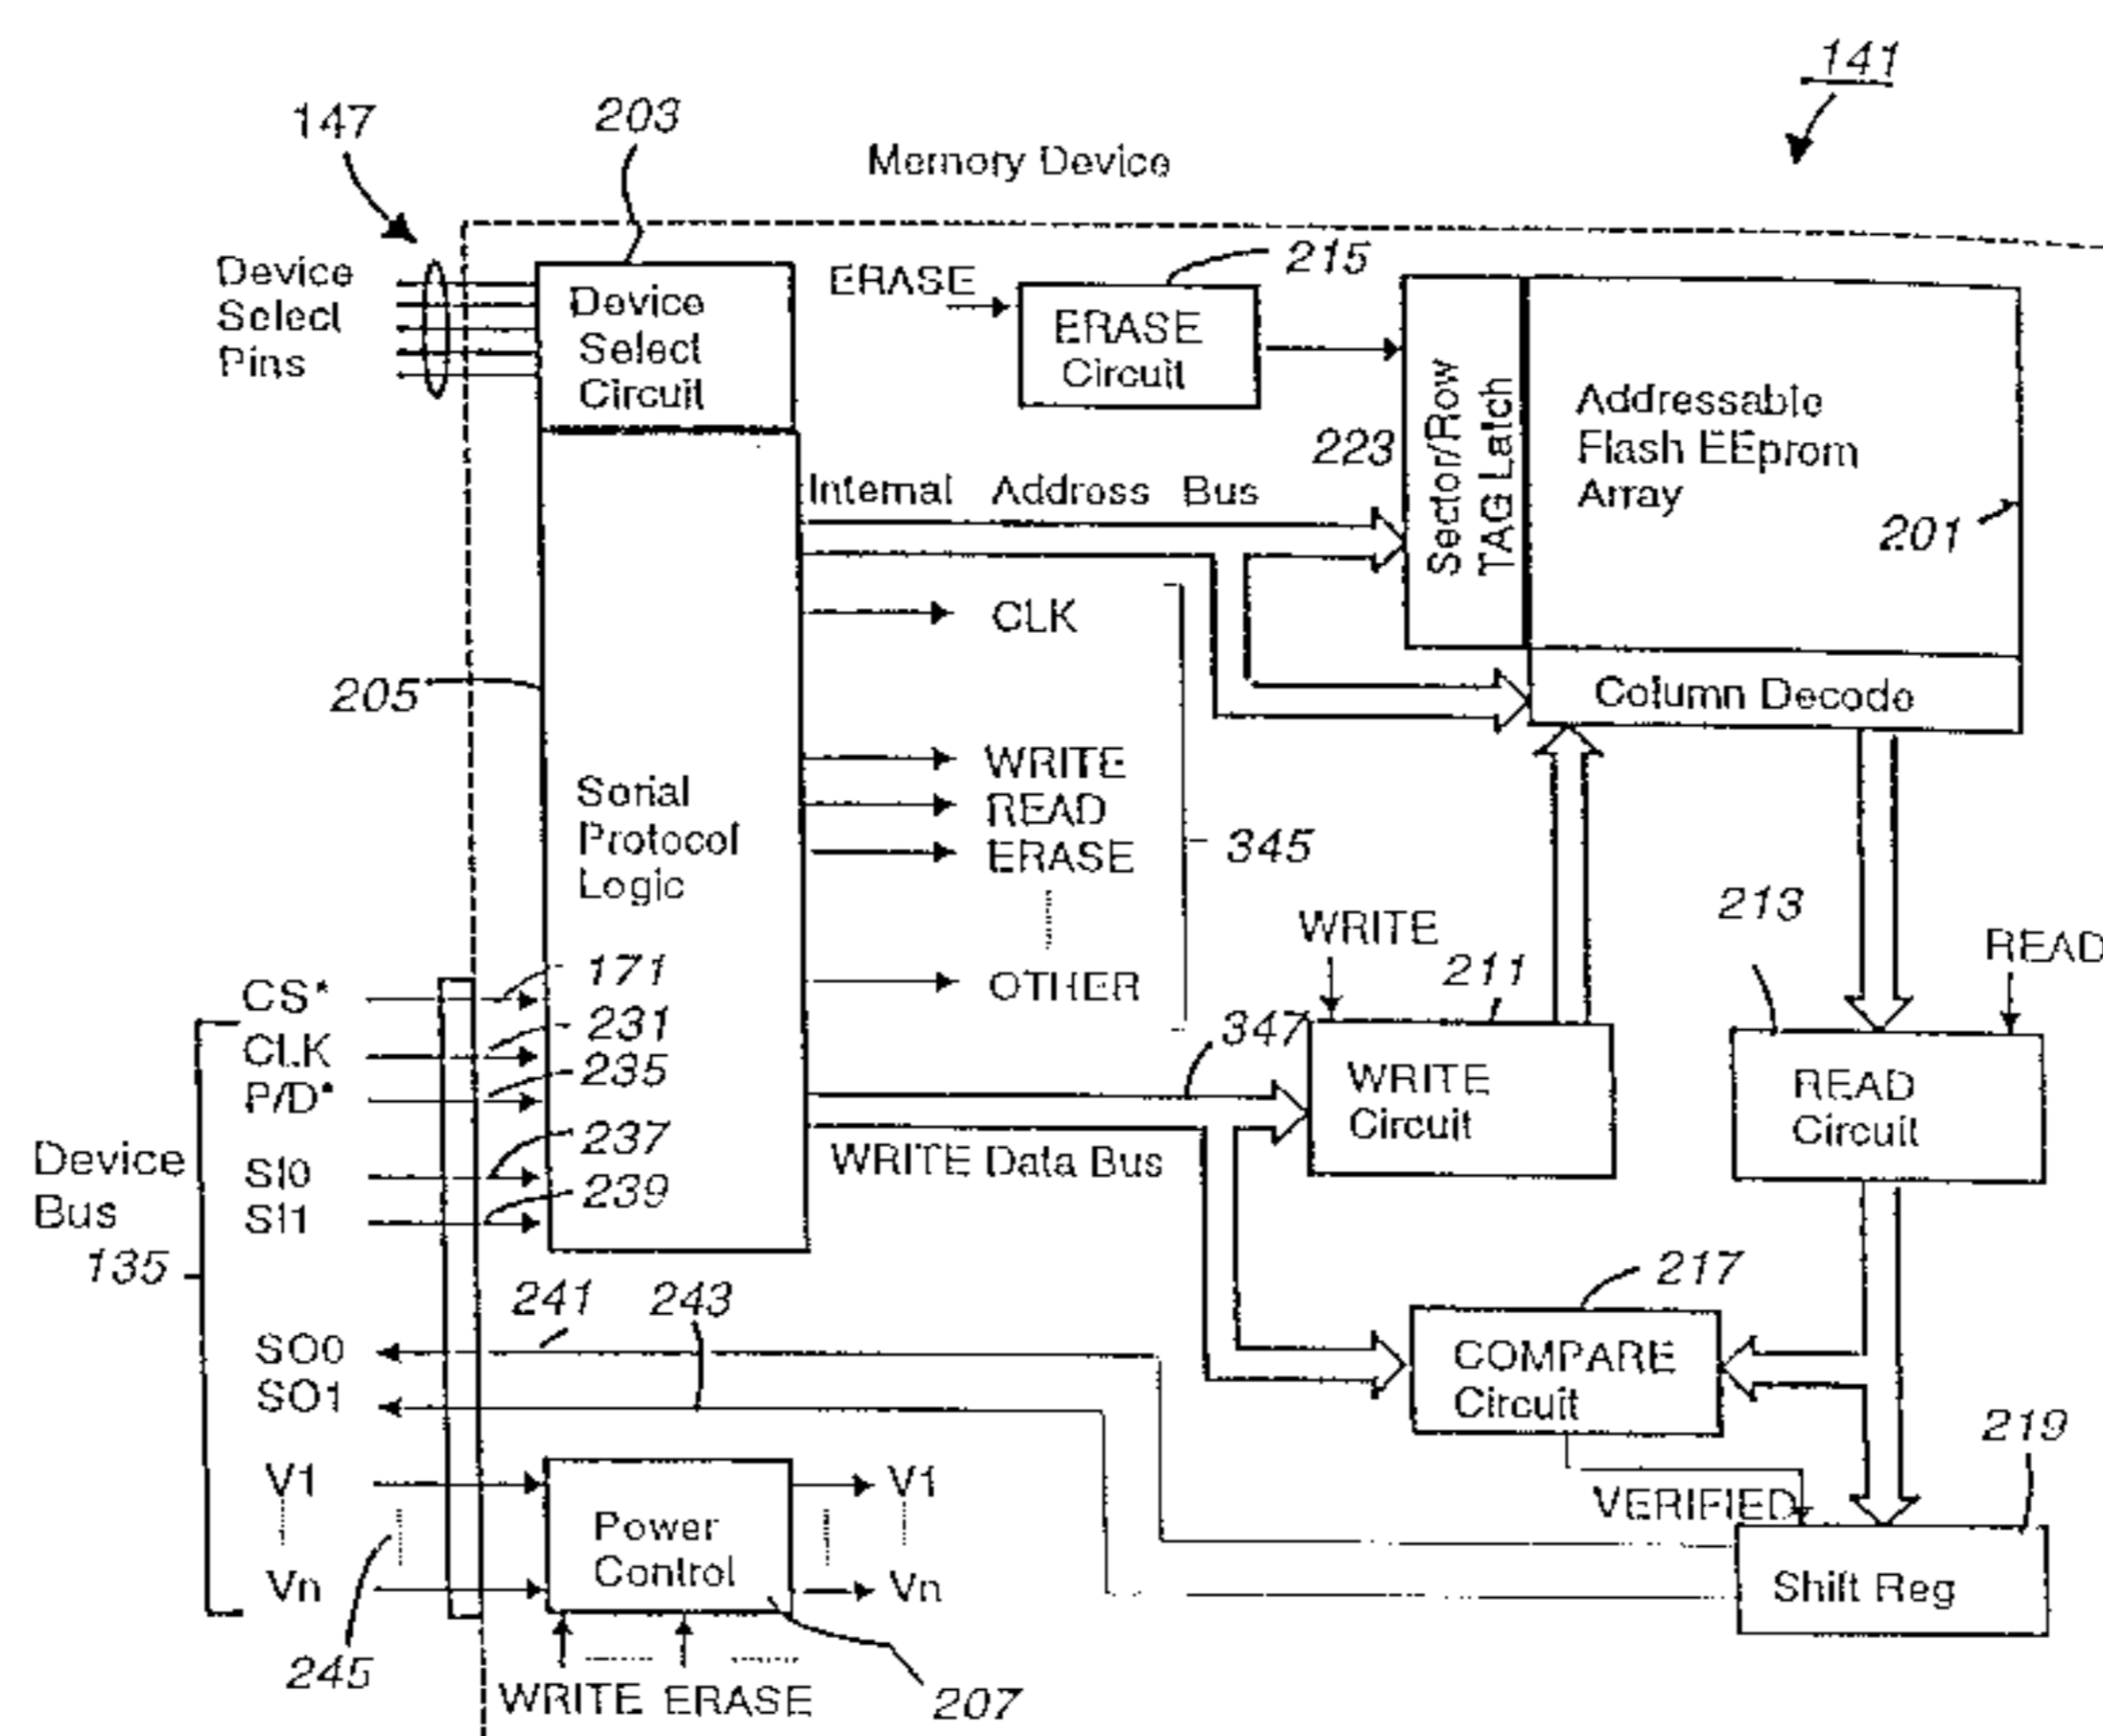 141
147
203
Memory Device
Device
Select
Pins
Device
Select
Circuit
ERASE
215
ERASE
Circuit
223
Sector/Row
TAG Latch
Addressable
Flash EEprom
Array
201
Internal Address Bus
CLK
205
Column Decode
Serial
Protocol
Logic
WRITE
READ
ERASE
345
OTHER
WRITE
211
213
READ
CS*
171
CLK
231
P/D*
235
SI0
237
SI1
239
Device
Bus
135
347
WRITE
Circuit
READ
Circuit
WRITE Data Bus
241
243
217
SO0
SO1
COMPARE
Circuit
219
V1
Vn
245
Power
Control
V1
Vn
VERIFIED
Shift Reg
WRITE ERASE
207